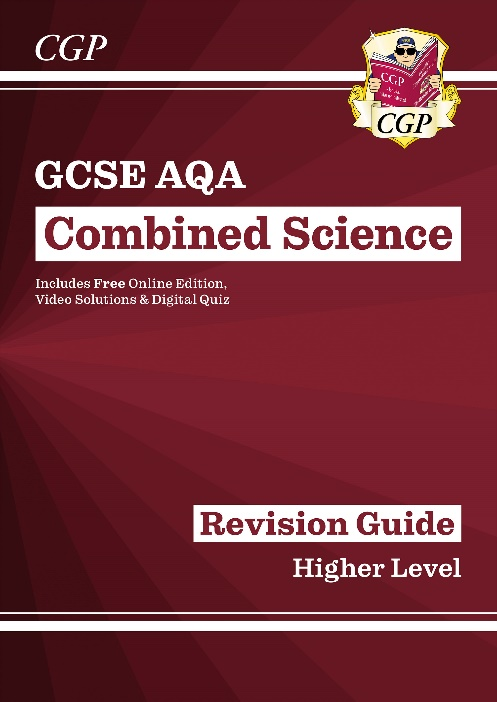 CGP
CGP
CGP
GCSE AQA
Combined Science
Includes Free Online Edition,
Video Solutions & Digital Quiz
Revision Guide
Higher Level